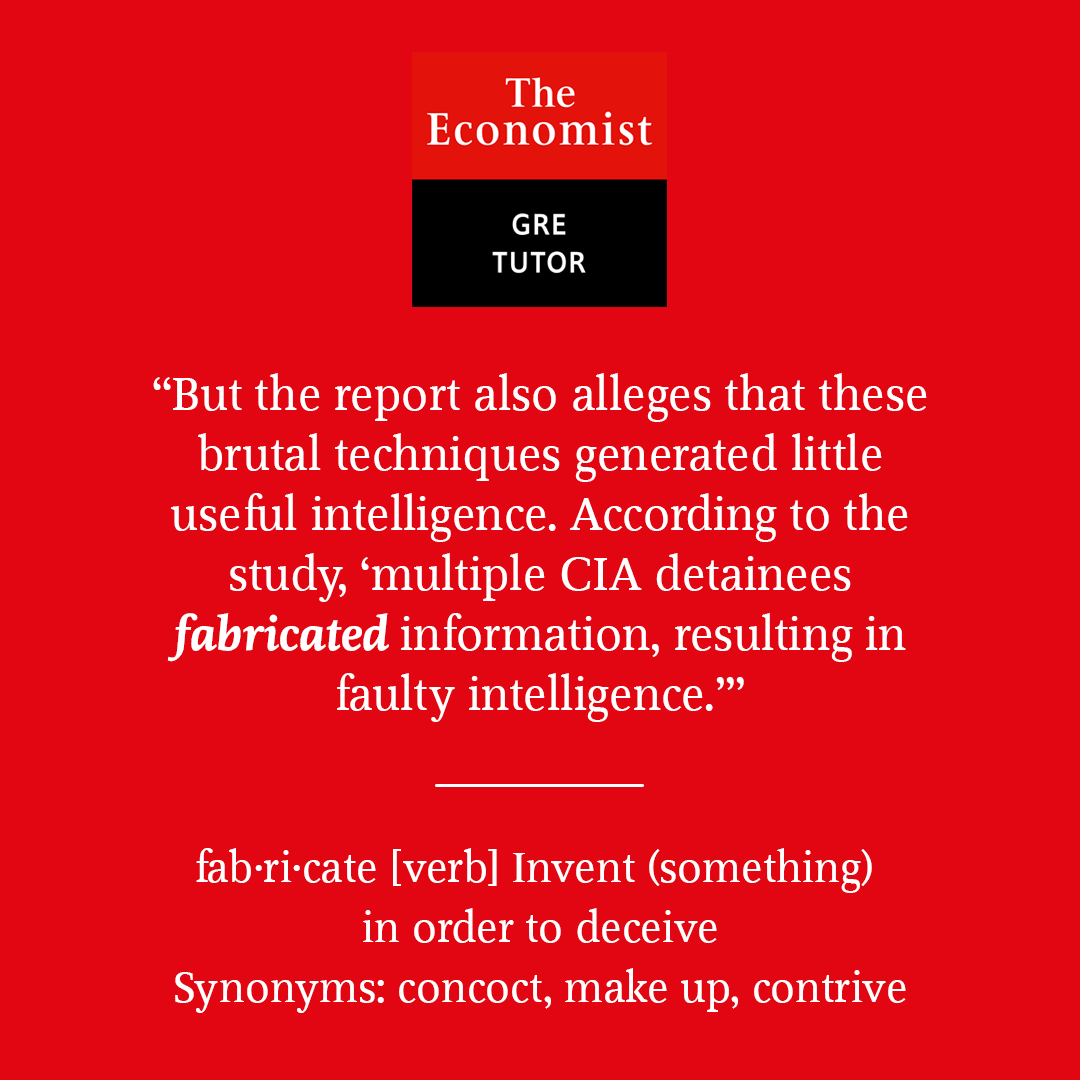 The
Economist
GRE
TUTOR
“But the report also alleges that these
brutal techniques generated little
useful intelligence. According to the
study, ‘multiple CIA detainees
fabricated information, resulting in
faulty intelligence.’”
fab·ri·cate [verb] Invent (something)
in order to deceive
Synonyms: concoct, make up, contrive